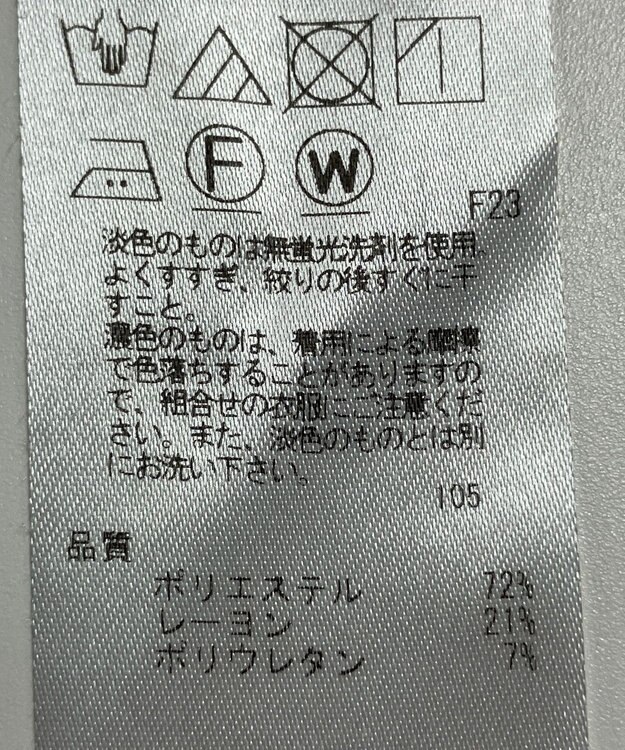 F
W
F23
淡色のものは無蛍光洗剤を使用。
よくすすぎ、絞りの後すぐに干
すこと。
濃色のものは、着用による摩擦
で色落ちすることがありますの
で、組合せの衣服にご注意くだ
さい。また、淡色のものとは別
にお洗い下さい。
105
品質
ポリエステル 72%
レーヨン 21%
ポリウレタン 7%